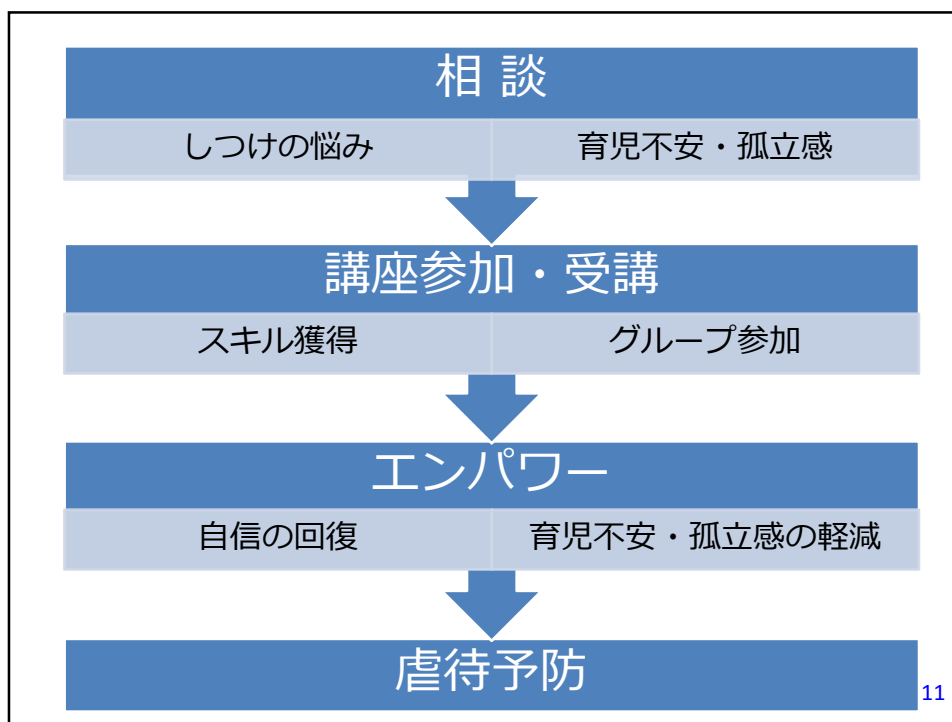 相 談
しつけの悩み
育児不安・孤立感
講座参加・受講
スキル獲得
グループ参加
エンパワー
自信の回復
育児不安・孤立感の軽減
虐待予防
11